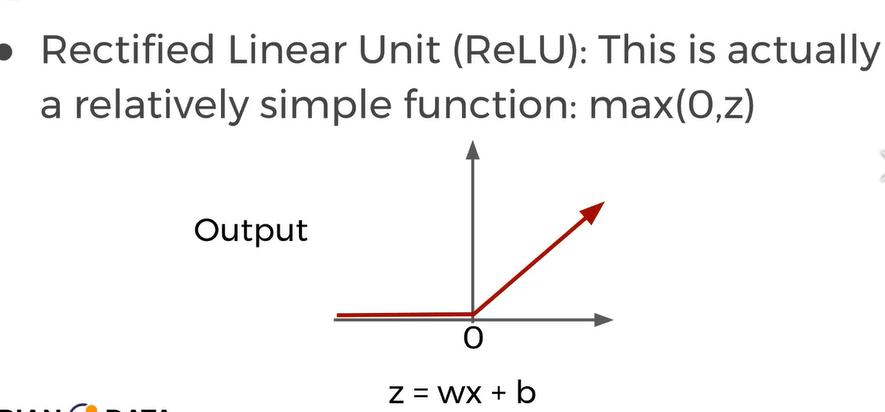 • Rectified Linear Unit (ReLU): This is actually
a relatively simple function: max(0,z)
Output
0
z = wx + b